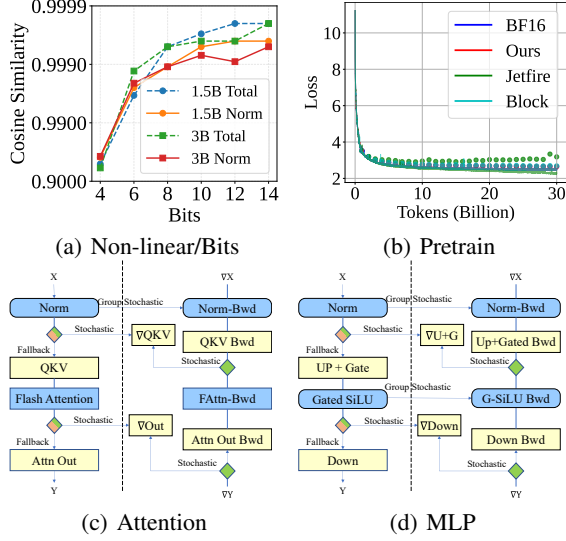 0.9999
0.9990
0.9900
0.9000
Cosine Similarity
4 6 8 10 12 14
Bits
1.5B Total
1.5B Norm
3B Total
3B Norm
(a) Non-linear/Bits
10
8
6
4
2
Loss
0 10 20 30
Tokens (Billion)
BF16
Ours
Jetfire
Block
(b) Pretrain
X
∇X
Norm
Group Stochastic
Norm-Bwd
Stochastic
∇QKV
QKV Bwd
Fallback
QKV
Stochastic
Flash Attention
FAttn-Bwd
Stochastic
∇Out
Attn Out Bwd
Fallback
Attn Out
Stochastic
Y
∇Y
(c) Attention
X
∇X
Norm
Group Stochastic
Norm-Bwd
Stochastic
∇U+G
Up+Gated Bwd
Fallback
UP + Gate
Stochastic
Gated SiLU
Group Stochastic
G-SiLU Bwd
Stochastic
∇Down
Down Bwd
Fallback
Down
Stochastic
Y
∇Y
(d) MLP